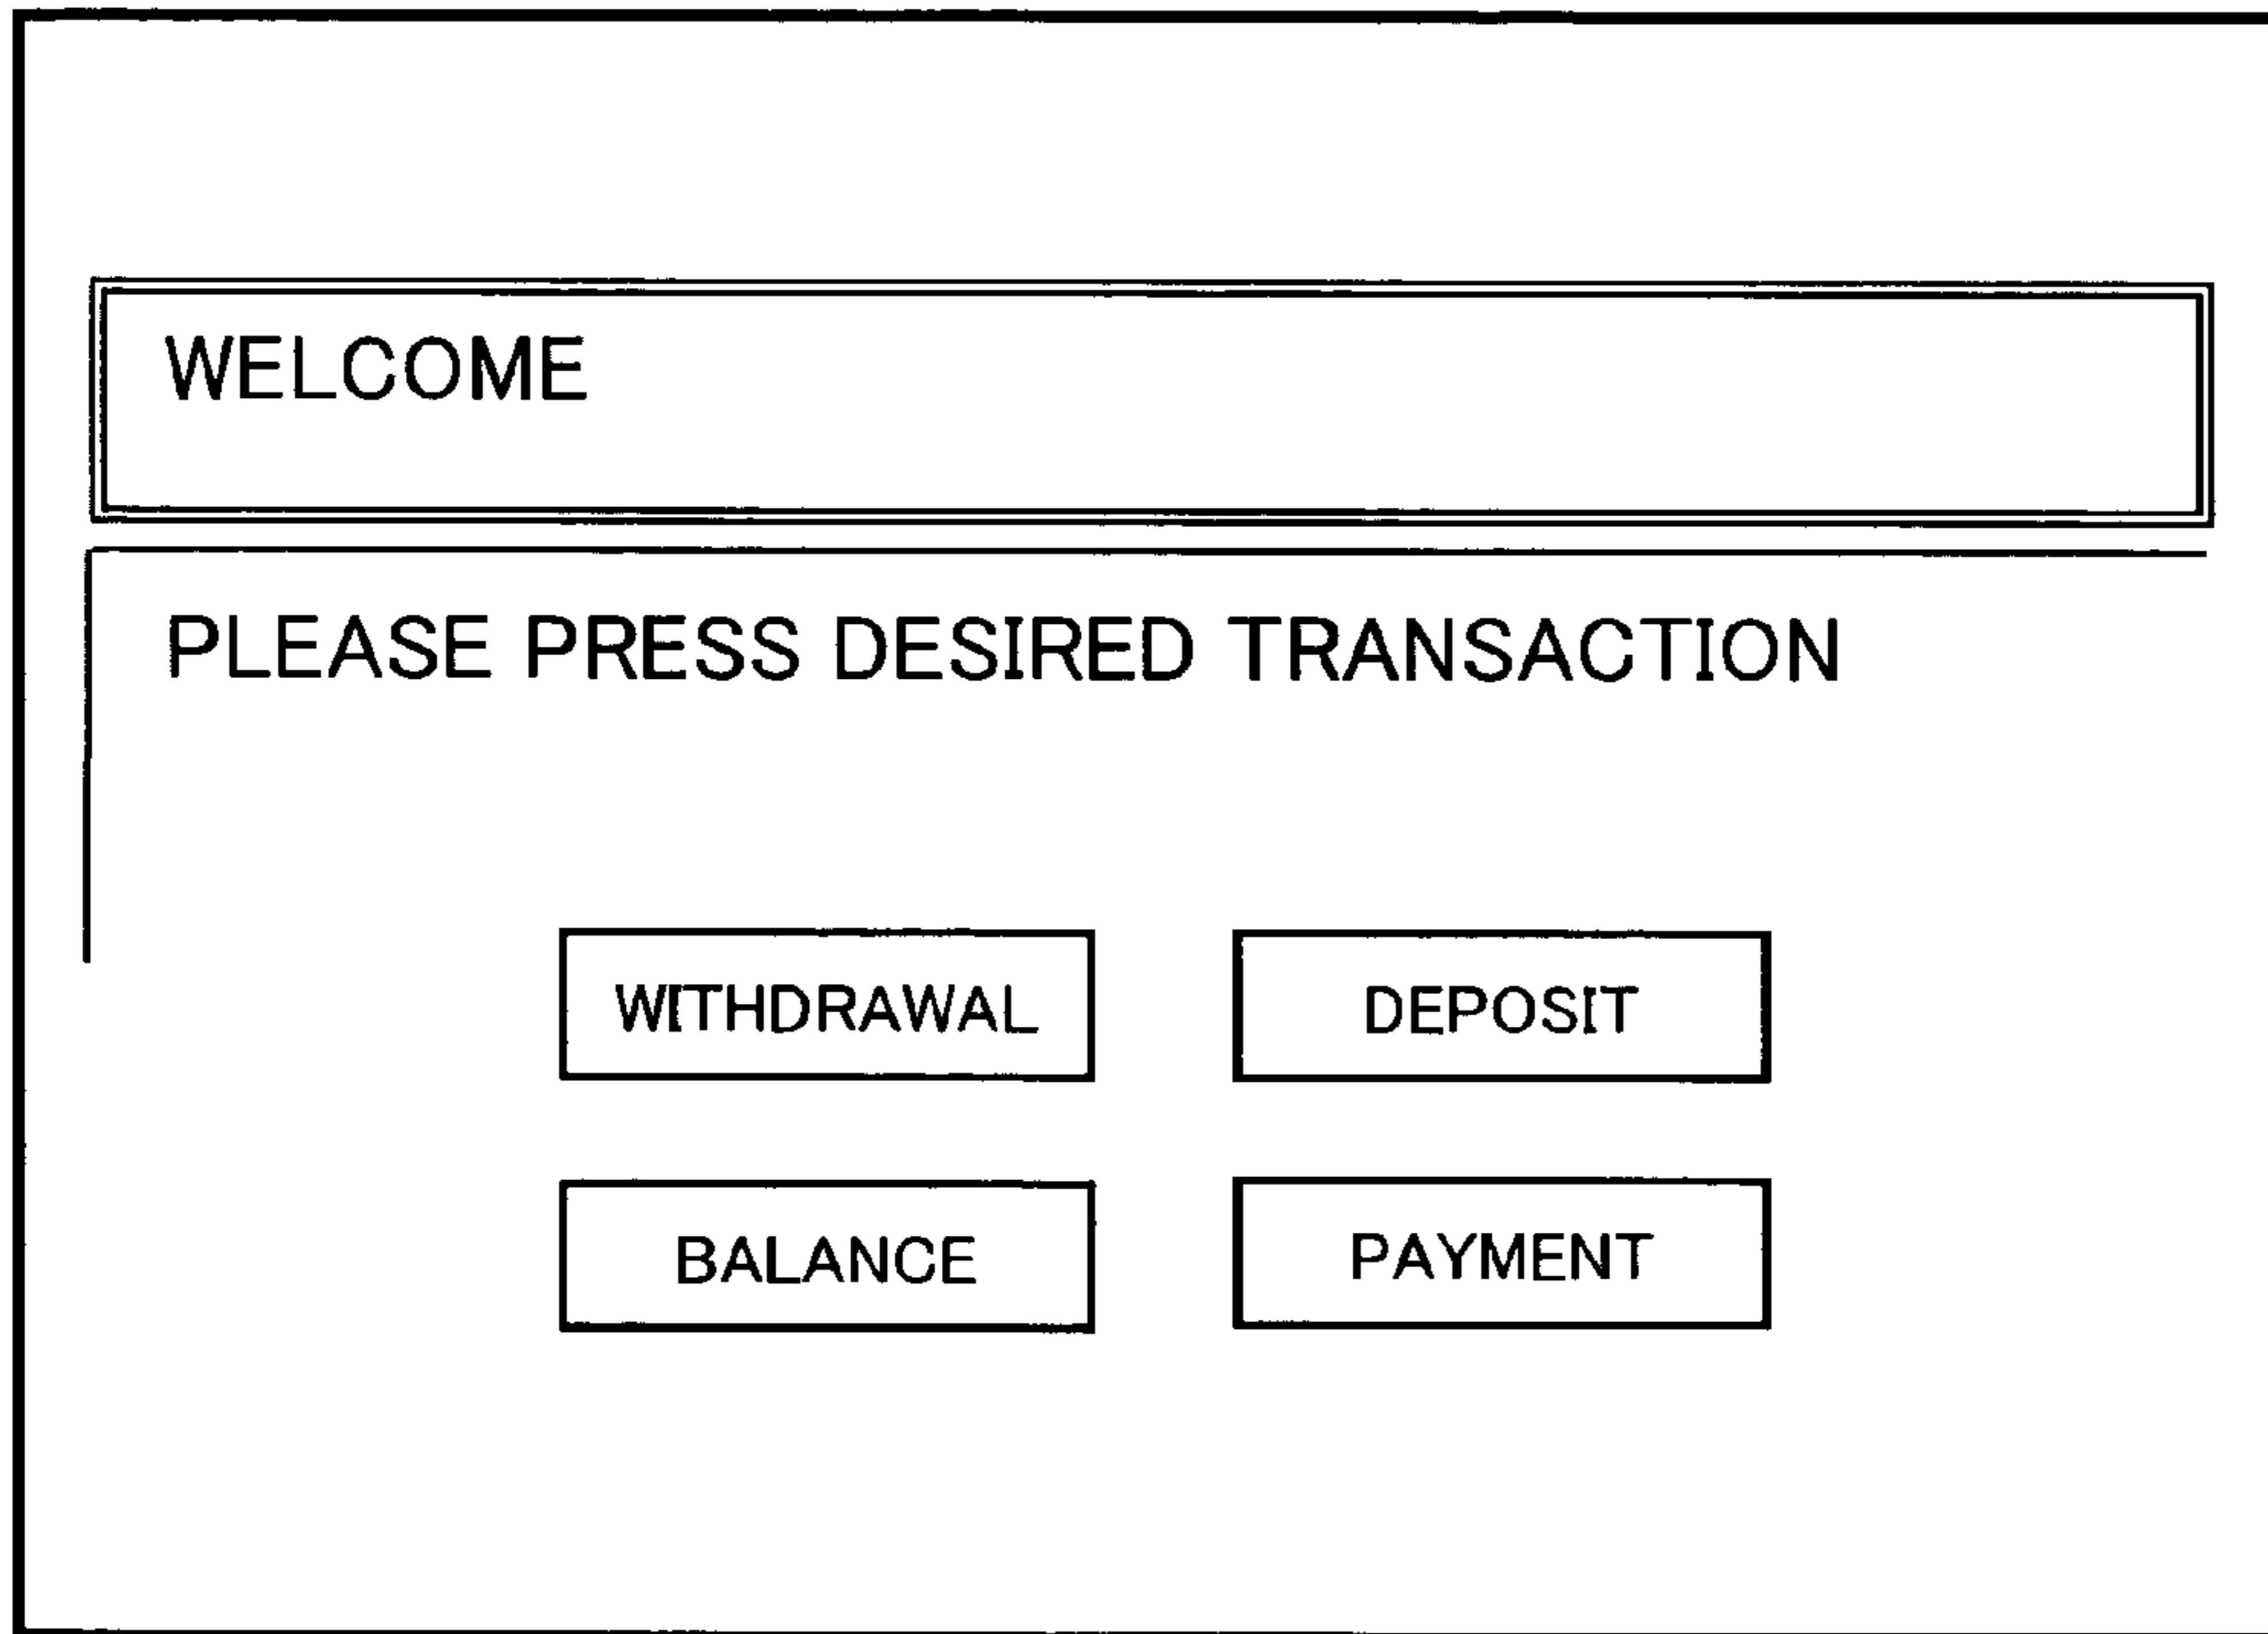 WELCOME
PLEASE PRESS DESIRED TRANSACTION
WITHDRAWAL DEPOSIT
BALANCE PAYMENT